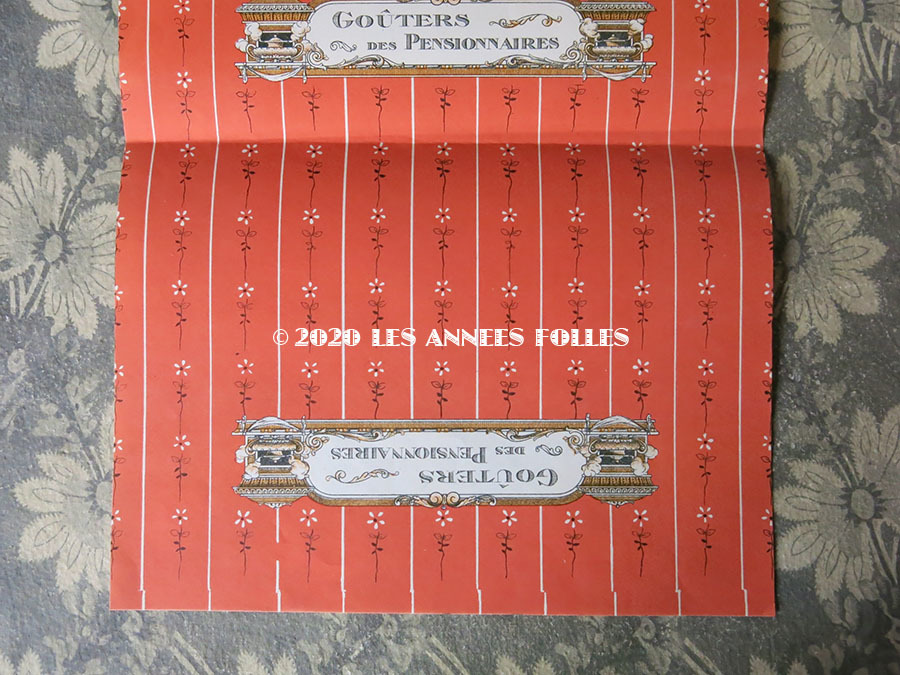 GOÛTERS
DES PENSIONNAIRES
© 2020 LES ANNEES FOLLES
GOÛTERS
DES PENSIONNAIRES